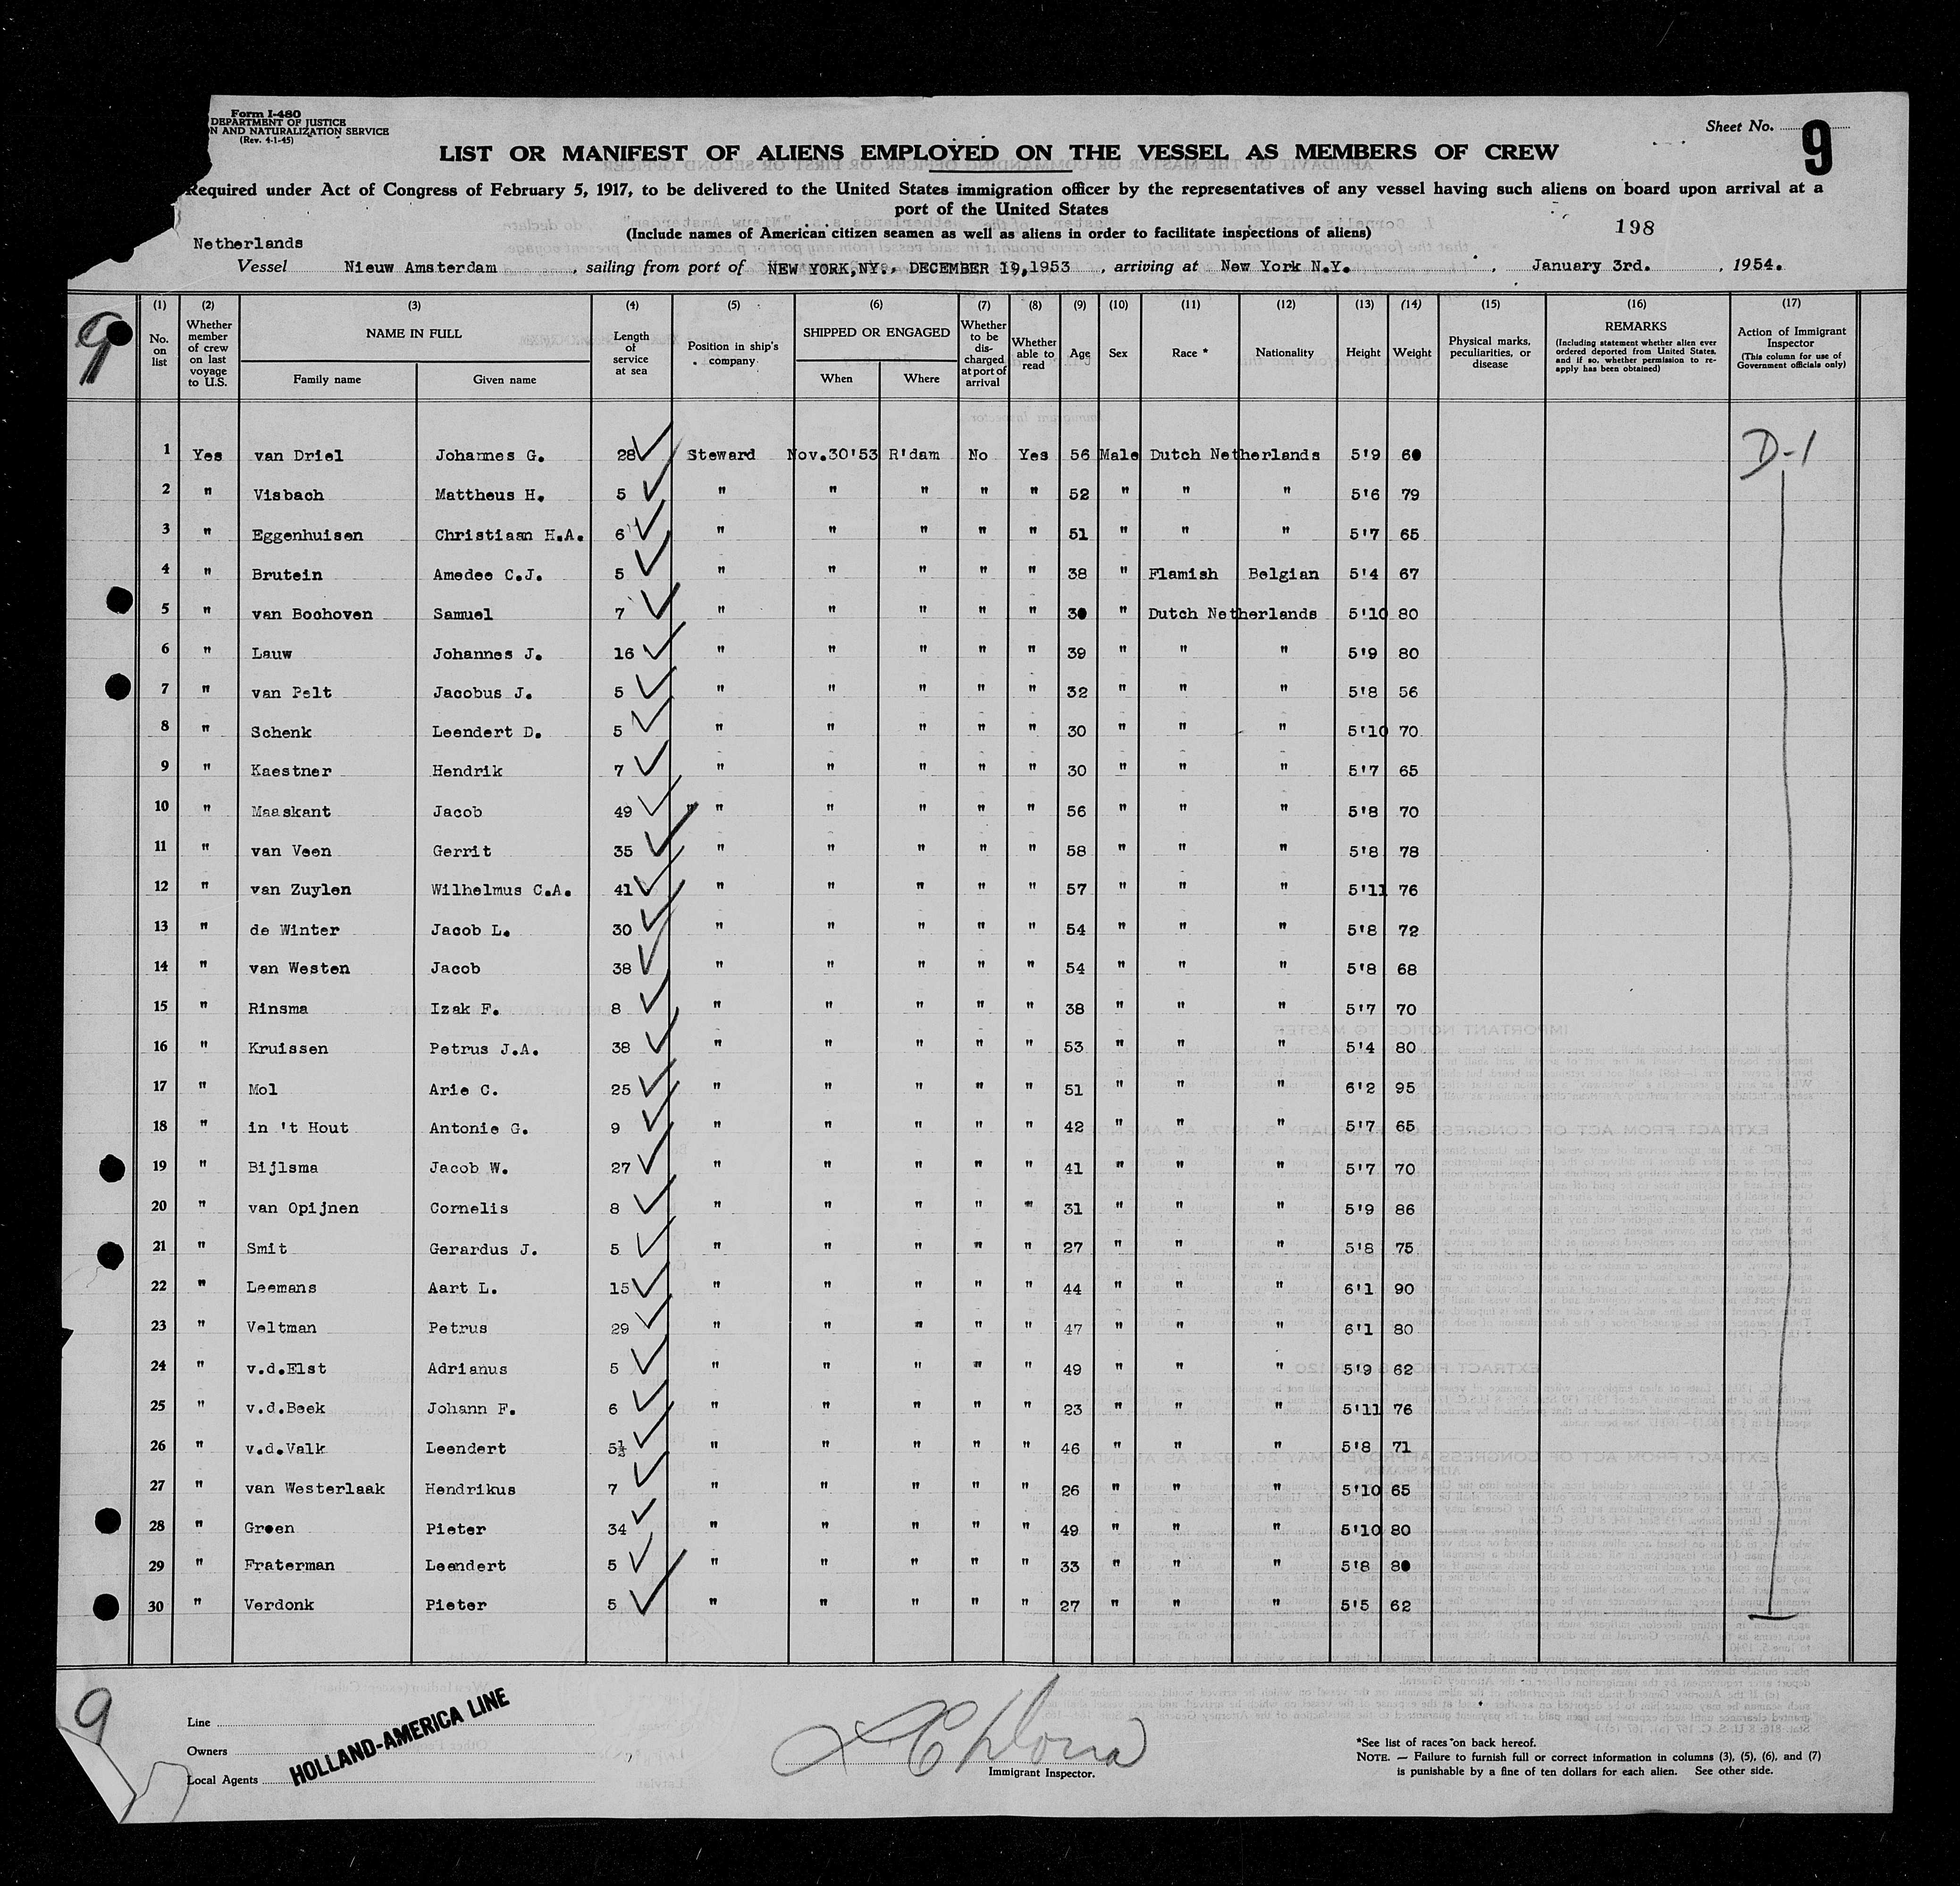 Form I-480
DEPARTMENT OF JUSTICE
N AND NATURALIZATION SERVICE
(Rev. 4-1-45)
Sheet No. 9
LIST OR MANIFEST OF ALIENS EMPLOYED ON THE VESSEL AS MEMBERS OF CREW
Required under Act of Congress of February 5, 1917, to be delivered to the United States immigration officer by the representatives of any vessel having such aliens on board upon arrival at a
port of the United States
(Include names of American citizen seamen as well as aliens in order to facilitate inspections of aliens)
198
Netherlands
Vessel Nieuw Amsterdam, sailing from port of NEW YORK,NY., DECEMBER 19,1953, arriving at New York N.Y., January 3rd., 1954.
9
(1) No. on list
(2) Whether member of crew on last voyage to U.S.
(3) NAME IN FULL Family name Given name
(4) Length of service at sea
(5) Position in ship's company
(6) SHIPPED OR ENGAGED When Where
(7) Whether to be discharged at port of arrival
(8) Whether able to read
(9) Age
(10) Sex
(11) Race *
(12) Nationality
(13) Height
(14) Weight
(15) Physical marks, peculiarities, or disease
(16) REMARKS (Including statement whether alien ever ordered deported from United States, and if so, whether permission to re-apply has been obtained)
(17) Action of Immigrant Inspector (This column for use of Government officials only)
1 Yes van Driel Johannes G. 28 Steward Nov.30'53 R'dam No Yes 56 Male Dutch Netherlands 5'9 60 D-1
2 " Visbach Mattheus H. 5 " " " " " 52 " " " 5'6 79
3 " Eggenhuisen Christiaan H.A. 6 " " " " " 51 " " " 5'7 65
4 " Brutein Amedee C.J. 5 " " " " " 38 " Flamish Belgian 5'4 67
5 " van Boohoven Samuel 7 " " " " " 30 " Dutch Netherlands 5'10 80
6 " Lauw Johannes J. 16 " " " " " 39 " " " 5'9 80
7 " van Pelt Jacobus J. 5 " " " " " 32 " " " 5'8 56
8 " Schenk Leendert D. 5 " " " " " 30 " " " 5'10 70
9 " Kaestner Hendrik 7 " " " " " 30 " " " 5'7 65
10 " Maaskant Jacob 49 " " " " " " 56 " " " 5'8 70
11 " van Veen Gerrit 35 " " " " " 58 " " " 5'8 78
12 " van Zuylen Wilhelmus C.A. 41 " " " " " 57 " " " 5'11 76
13 " de Winter Jacob L. 30 " " " " " 54 " " " 5'8 72
14 " van Westen Jacob 38 " " " " " 54 " " " 5'8 68
15 " Rinsma Izak F. 8 " " " " " 38 " " " 5'7 70
16 " Kruissen Petrus J.A. 38 " " " " " 53 " " " 5'4 80
17 " Mol Arie C. 25 " " " " " 51 " " " 6'2 95
18 " in 't Hout Antonie G. 9 " " " " " 42 " " " 5'7 65
19 " Bijlsma Jacob W. 27 " " " " " 41 " " " 5'7 70
20 " van Opijnen Cornelis 8 " " " " " 31 " " " 5'9 86
21 " Smit Gerardus J. 5 " " " " " 27 " " " 5'8 75
22 " Leemans Aart L. 15 " " " " " 44 " " " 6'1 90
23 " Veltman Petrus 29 " " " " " 47 " " " 6'1 80
24 " v.d.Elst Adrianus 5 " " " " " 49 " " " 5'9 62
25 " v.d.Beek Johann F. 6 " " " " " 23 " " " 5'11 76
26 " v.d.Valk Leendert 5½ " " " " " 46 " " " 5'8 71
27 " van Westerlaak Hendrikus 7 " " " " " 26 " " " 5'10 65
28 " Groen Pieter 34 " " " " " 49 " " " 5'10 80
29 " Fraterman Leendert 5 " " " " " 33 " " " 5'8 80
30 " Verdonk Pieter 5 " " " " " 27 " " " 5'5 62
9
Line
Owners
Local Agents
HOLLAND-AMERICA LINE
Immigrant Inspector.
*See list of races on back hereof.
NOTE. — Failure to furnish full or correct information in columns (3), (5), (6), and (7)
is punishable by a fine of ten dollars for each alien. See other side.